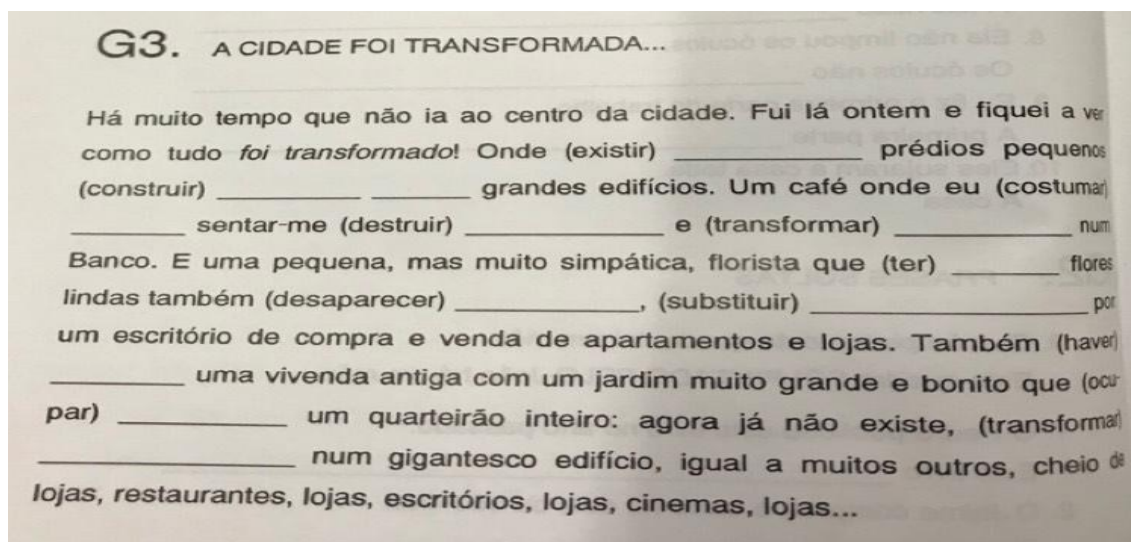 G3. A CIDADE FOI TRANSFORMADA...
Há muito tempo que não ia ao centro da cidade. Fui lá ontem e fiquei a ver
como tudo foi transformado! Onde (existir) ____________ prédios pequenos
(construir) __________ _______ grandes edifícios. Um café onde eu (costumar)
________ sentar-me (destruir) _____________ e (transformar) ____________ num
Banco. E uma pequena, mas muito simpática, florista que (ter) ________ flores
lindas também (desaparecer) ____________, (substituir) __________________ por
um escritório de compra e venda de apartamentos e lojas. Também (haver)
_________ uma vivenda antiga com um jardim muito grande e bonito que (ocu-
par) ___________ um quarteirão inteiro: agora já não existe, (transformar)
_________________ num gigantesco edifício, igual a muitos outros, cheio de
lojas, restaurantes, lojas, escritórios, lojas, cinemas, lojas...